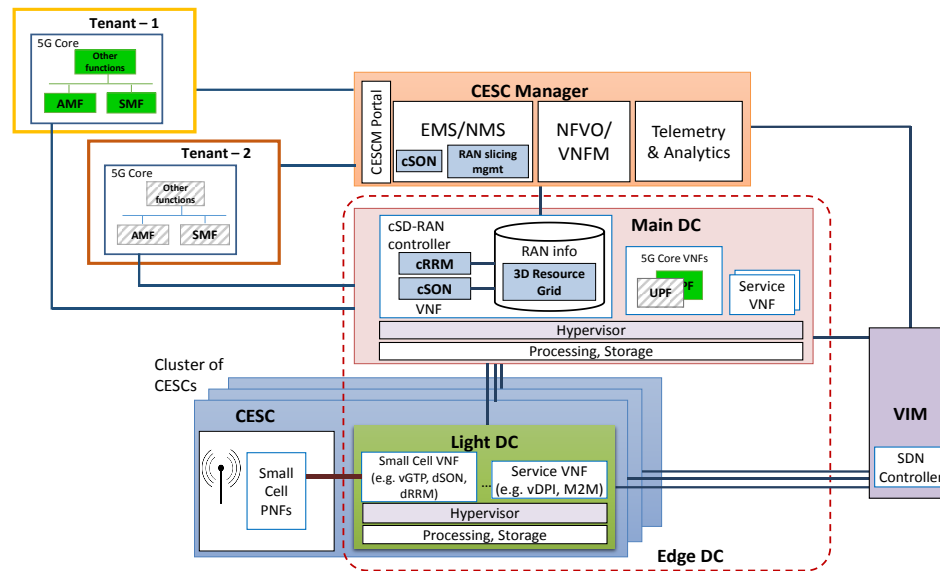 Tenant – 1
5G Core
Other
functions
AMF
SMF
Tenant – 2
5G Core
Other
functions
AMF
SMF
CESC Manager
CESCM Portal
EMS/NMS
cSON
RAN slicing
mgmt
NFVO/
VNFM
Telemetry
& Analytics
Main DC
cSD-RAN
controller
cRRM
cSON
VNF
RAN info
3D Resource
Grid
5G Core VNFs
UPF
PF
Service
VNF
Hypervisor
Processing, Storage
Cluster of
CESCs
CESC
Small
Cell
PNFs
Light DC
Small Cell VNF
(e.g. vGTP, dSON,
dRRM)
...
Service VNF
(e.g. vDPI, M2M)
Hypervisor
Processing, Storage
Edge DC
VIM
SDN
Controller